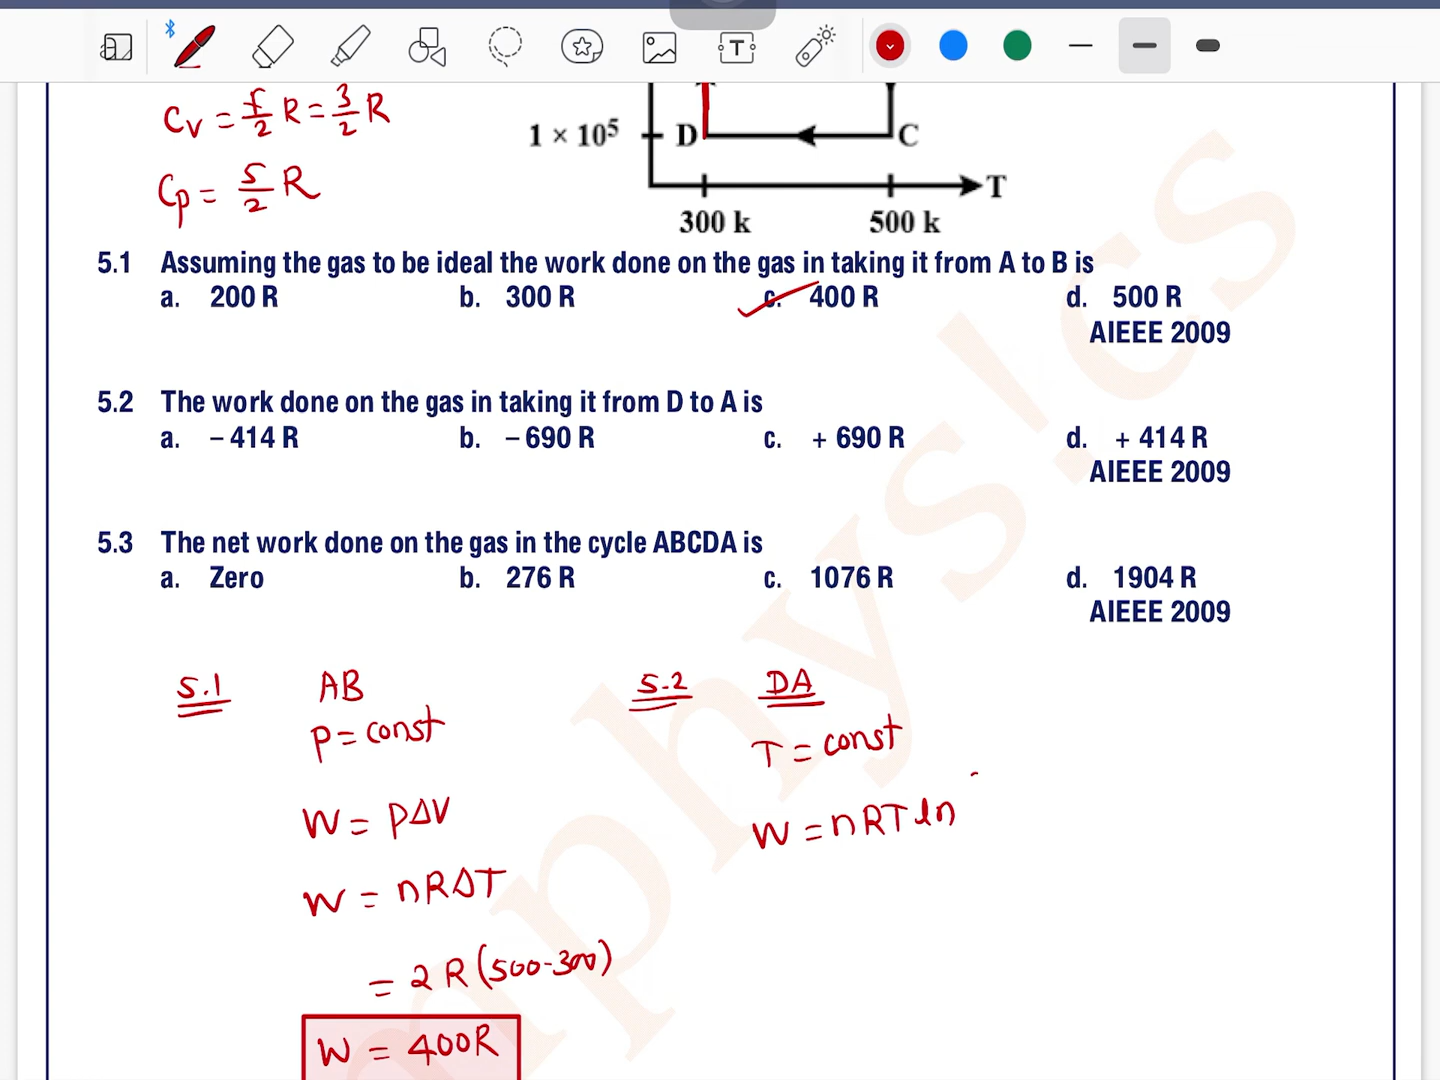 Cv = f/2 R = 3/2 R
Cp = 5/2 R
1 × 10⁵
D
C
T
300 k
500 k
5.1 Assuming the gas to be ideal the work done on the gas in taking it from A to B is
a. 200 R b. 300 R c. 400 R d. 500 R
AIEEE 2009
5.2 The work done on the gas in taking it from D to A is
a. – 414 R b. – 690 R c. + 690 R d. + 414 R
AIEEE 2009
5.3 The net work done on the gas in the cycle ABCDA is
a. Zero b. 276 R c. 1076 R d. 1904 R
AIEEE 2009
5.1 AB
P = const
W = PΔV
W = nRΔT
= 2R(500-300)
W = 400R
5.2 DA
T = const
W = nRT ln